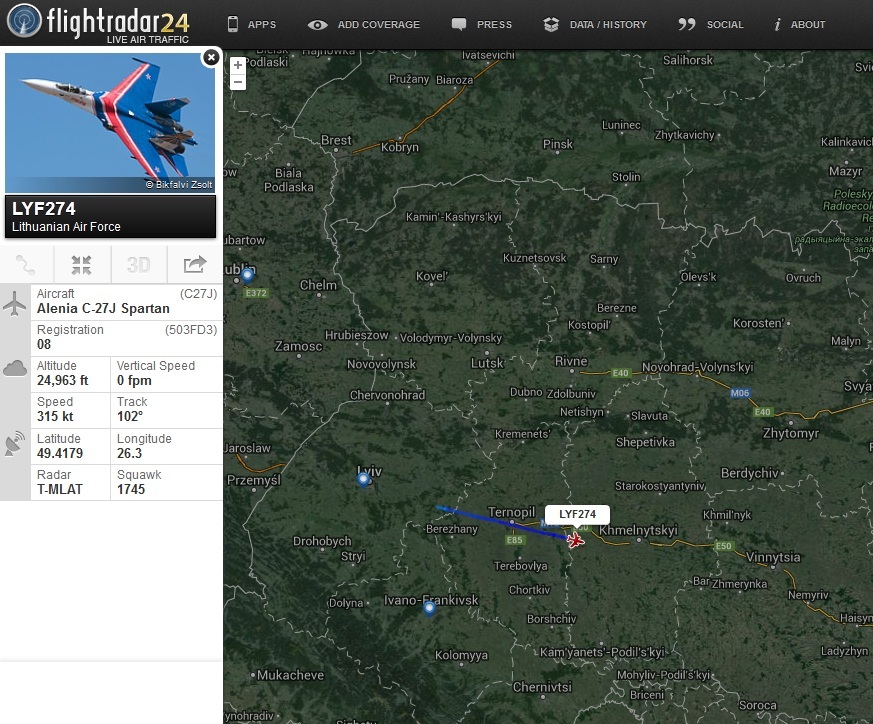 flightradar24
LIVE AIR TRAFFIC
APPS
ADD COVERAGE
PRESS
DATA / HISTORY
SOCIAL
ABOUT
© Bikfalvi Zsolt
LYF274
Lithuanian Air Force
3D
Aircraft (C27J)
Alenia C-27J Spartan
Registration (503FD3)
08
Altitude Vertical Speed
24,963 ft 0 fpm
Speed Track
315 kt 102°
Latitude Longitude
49.4179 26.3
Radar Squawk
T-MLAT 1745
+
−
Podlaski
Ivatsevichy
Salihorsk
Pružany
Biaroza
Luninec
Zhytkavichy
Brest
Kobryn
Pinsk
Kalinkavich
Biala
Podlaska
Stolin
Mazyr
Polesky
Radioecol
Kamin'-Kashyrs'kyi
ubartow
Kuznetsovsk
Sarny
ublin
Chelm
Kovel'
Olevs'k
Ovruch
E372
Berezne
Kostopil'
Korosten'
Hrubieszow
Volodymyr-Volynsky
Malyn
Zamosc
Novovolynsk
Lutsk
Rivne
E40
Novohrad-Volyns'kyi
Chervonohrad
Dubno
Zdolbuniv
M06
E40
Netishyn
Slavuta
Zhytomyr
Kremenets'
Shepetivka
Jaroslaw
Lviv
Przemyśl
Berdychiv
Starokostyantyniv
Ternopil
LYF274
Khmil'nyk
Berezhany
Khmelnytskyi
E85
E50
Drohobych
Stryi
Terebovlya
Vinnytsia
Chortkiv
Bar
Zhmerynka
Dolyna
Ivano-Frankivsk
Nemyriv
Borshchiv
Haisyn
Kolomyya
Kam'yanets'-Podil's'kyi
Ladyzhyn
Mukacheve
Mohyliv-Podil's'kyi
Chernivtsi
Briceni
Soroca
ynohradiv